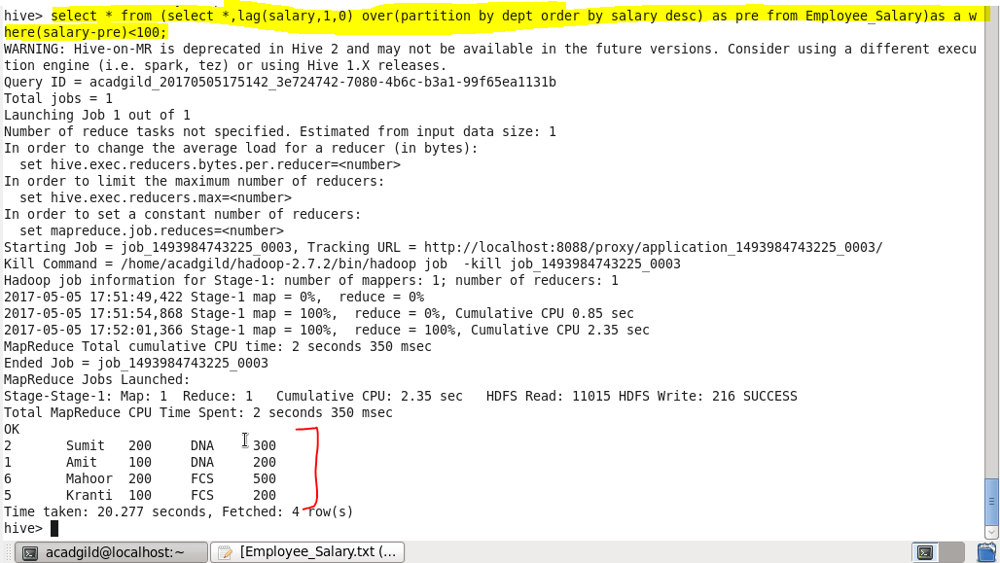 hive> select * from (select *,lag(salary,1,0) over(partition by dept order by salary desc) as pre from Employee_Salary)as a w
here(salary-pre)<100;
WARNING: Hive-on-MR is deprecated in Hive 2 and may not be available in the future versions. Consider using a different execu
tion engine (i.e. spark, tez) or using Hive 1.X releases.
Query ID = acadgild_20170505175142_3e724742-7080-4b6c-b3a1-99f65ea1131b
Total jobs = 1
Launching Job 1 out of 1
Number of reduce tasks not specified. Estimated from input data size: 1
In order to change the average load for a reducer (in bytes):
  set hive.exec.reducers.bytes.per.reducer=<number>
In order to limit the maximum number of reducers:
  set hive.exec.reducers.max=<number>
In order to set a constant number of reducers:
  set mapreduce.job.reduces=<number>
Starting Job = job_1493984743225_0003, Tracking URL = http://localhost:8088/proxy/application_1493984743225_0003/
Kill Command = /home/acadgild/hadoop-2.7.2/bin/hadoop job  -kill job_1493984743225_0003
Hadoop job information for Stage-1: number of mappers: 1; number of reducers: 1
2017-05-05 17:51:49,422 Stage-1 map = 0%,  reduce = 0%
2017-05-05 17:51:54,868 Stage-1 map = 100%,  reduce = 0%, Cumulative CPU 0.85 sec
2017-05-05 17:52:01,366 Stage-1 map = 100%,  reduce = 100%, Cumulative CPU 2.35 sec
MapReduce Total cumulative CPU time: 2 seconds 350 msec
Ended Job = job_1493984743225_0003
MapReduce Jobs Launched:
Stage-Stage-1: Map: 1  Reduce: 1   Cumulative CPU: 2.35 sec   HDFS Read: 11015 HDFS Write: 216 SUCCESS
Total MapReduce CPU Time Spent: 2 seconds 350 msec
OK
2       Sumit   200     DNA     300
1       Amit    100     DNA     200
6       Mahoor  200     FCS     500
5       Kranti  100     FCS     200
Time taken: 20.277 seconds, Fetched: 4 row(s)
hive>
acadgild@localhost:~ [Employee_Salary.txt (...